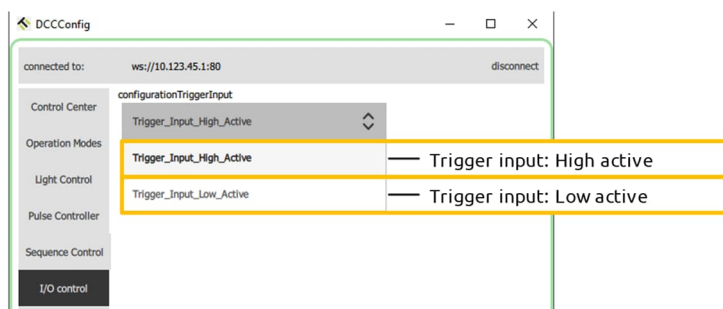 DCCConfig
connected to: ws://10.123.45.1:80 disconnect
configurationTriggerInput
Control Center
Trigger_Input_High_Active
Operation Modes
Trigger_Input_High_Active Trigger input: High active
Light Control
Trigger_Input_Low_Active Trigger input: Low active
Pulse Controller
Sequence Control
I/O control